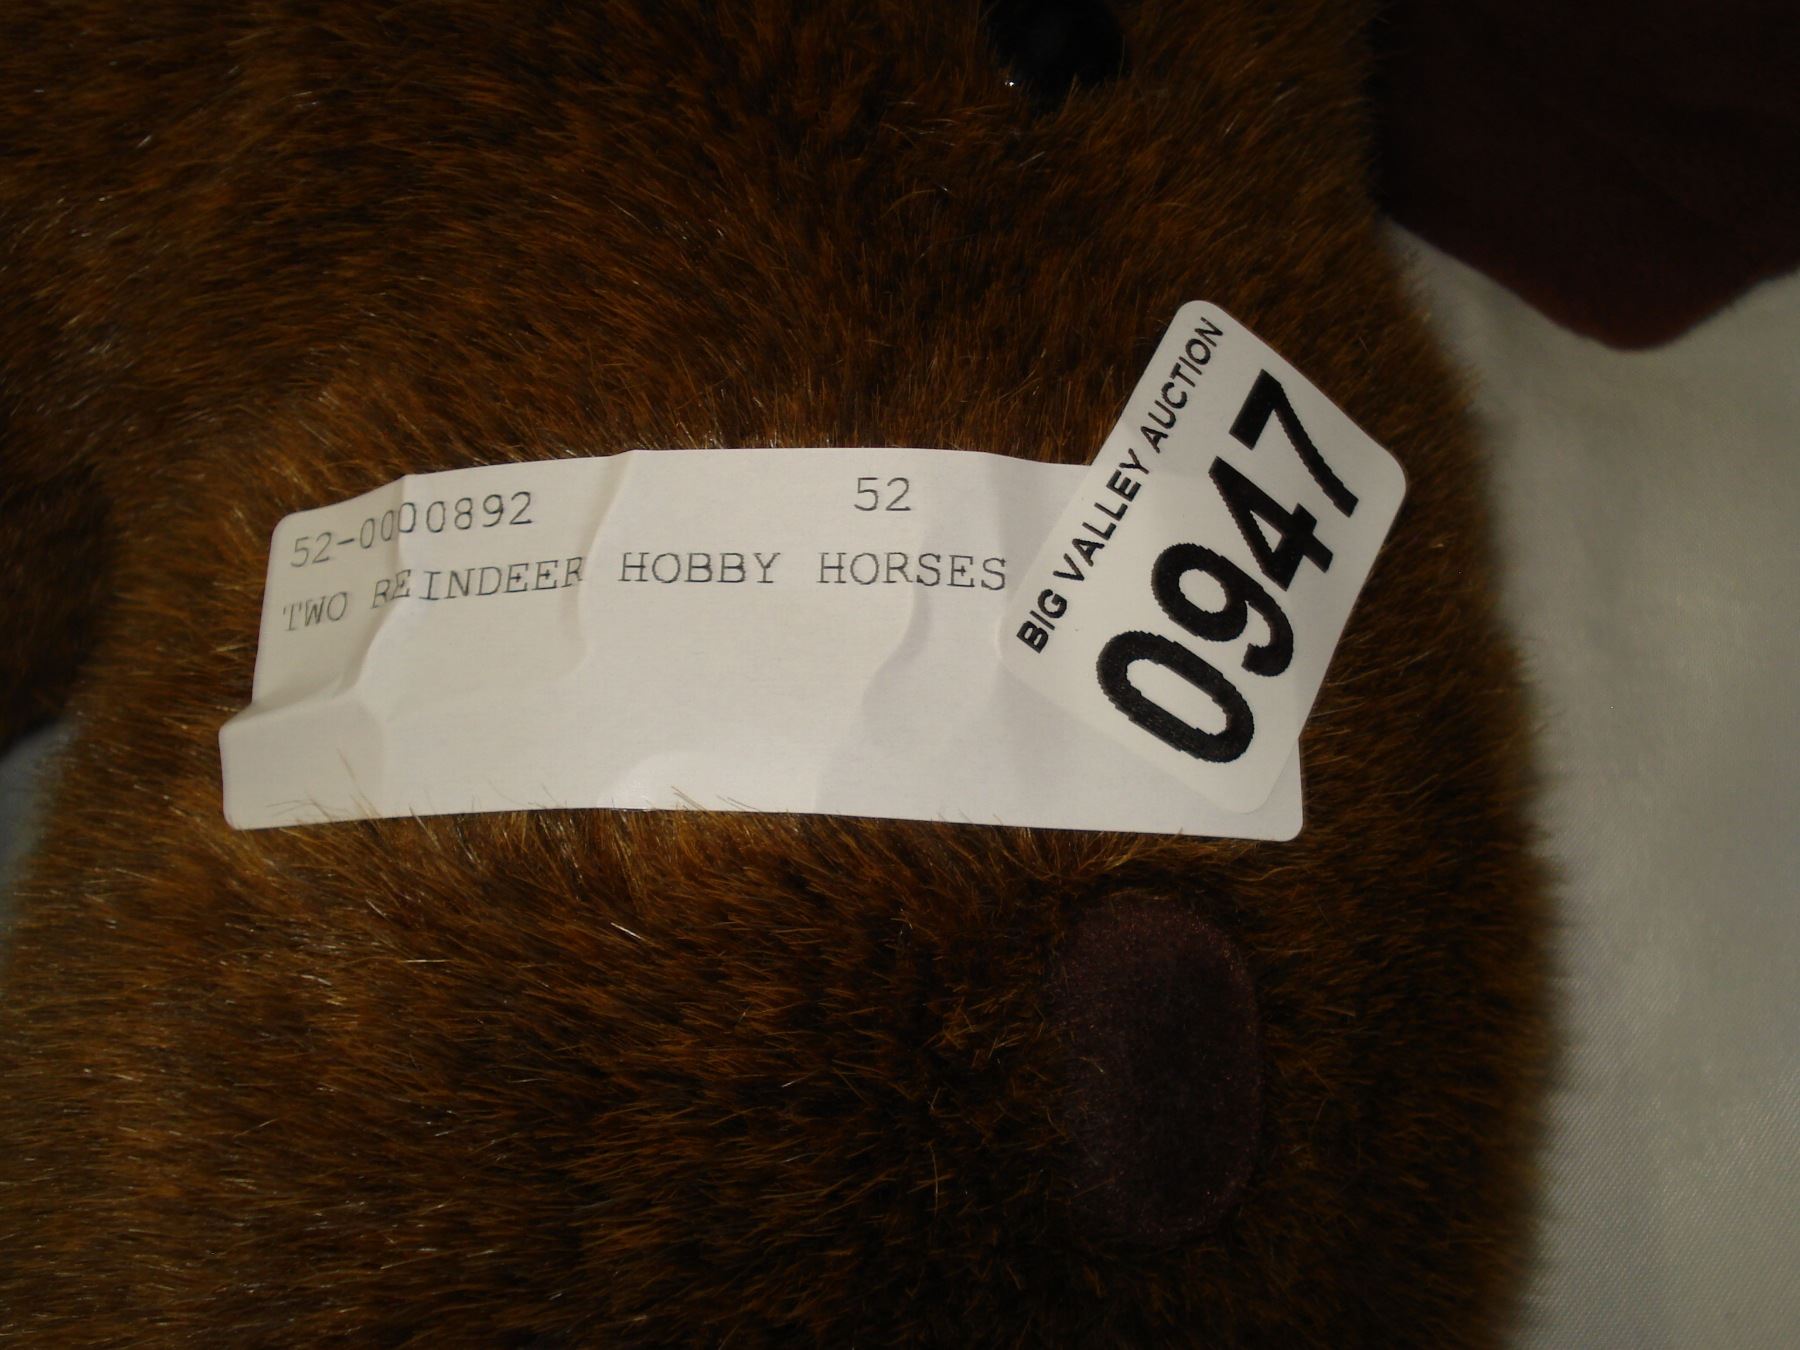 52-0000892 52
TWO REINDEER HOBBY HORSES
BIG VALLEY AUCTION
0947